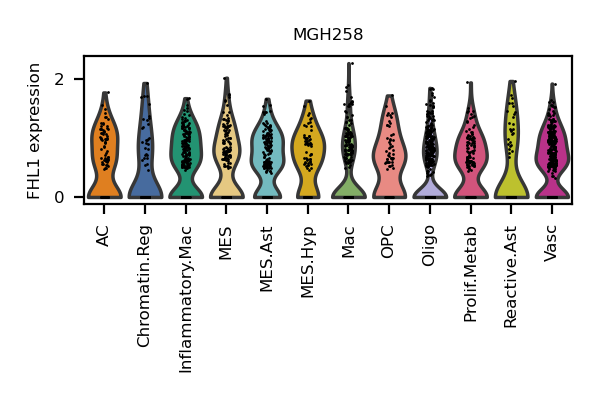 MGH258
FHL1 expression
2
0
AC
Chromatin.Reg
Inflammatory.Mac
MES
MES.Ast
MES.Hyp
Mac
OPC
Oligo
Prolif.Metab
Reactive.Ast
Vasc